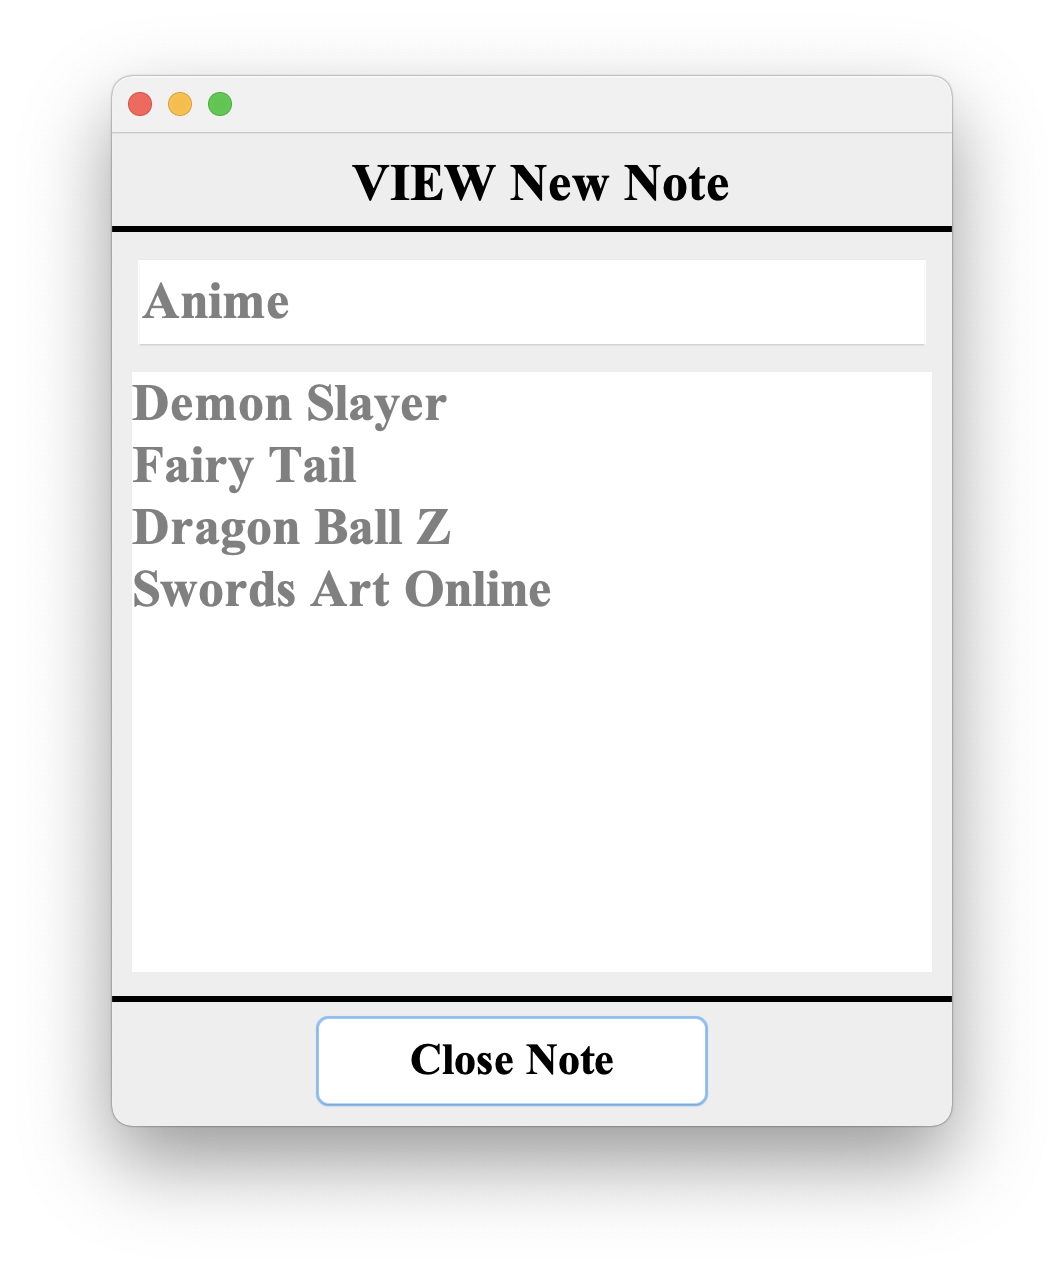 VIEW New Note
Anime
Demon Slayer
Fairy Tail
Dragon Ball Z
Swords Art Online
Close Note